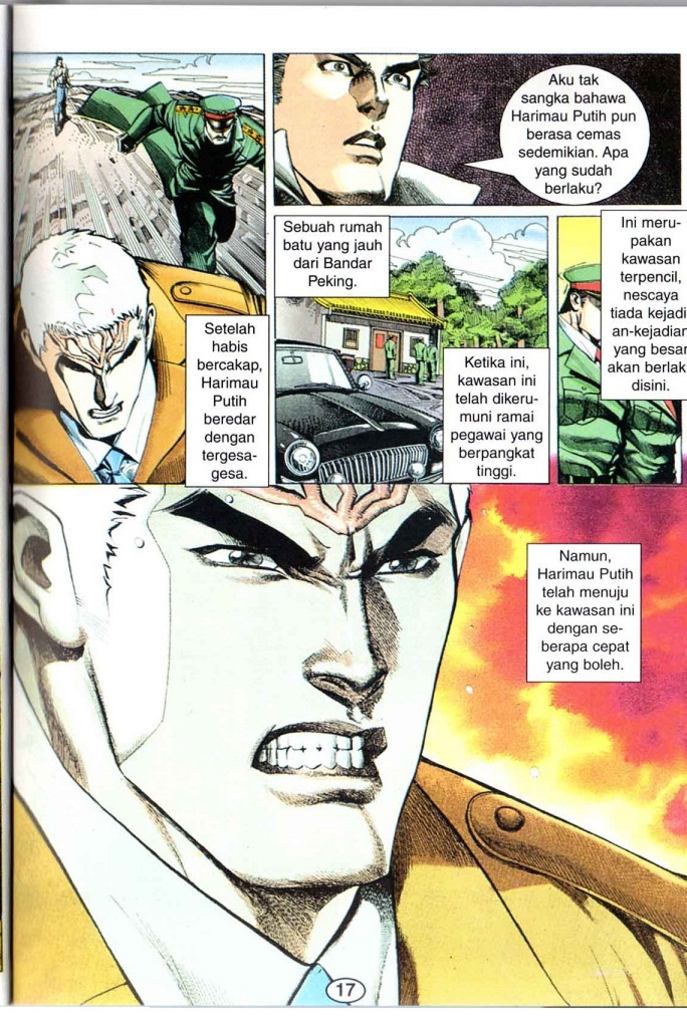 Aku tak
sangka bahawa
Harimau Putih pun
berasa cemas
sedemikian. Apa
yang sudah
berlaku?
Setelah
habis
bercakap,
Harimau
Putih
beredar
dengan
tergesa-
gesa.
Sebuah rumah
batu yang jauh
dari Bandar
Peking.
Ketika ini,
kawasan ini
telah dikeru-
muni ramai
pegawai yang
berpangkat
tinggi.
Ini meru-
pakan
kawasan
terpencil,
nescaya
tiada kejadi
an-kejadian
yang besar
akan berlak
disini.
Namun,
Harimau Putih
telah menuju
ke kawasan ini
dengan se-
berapa cepat
yang boleh.
17